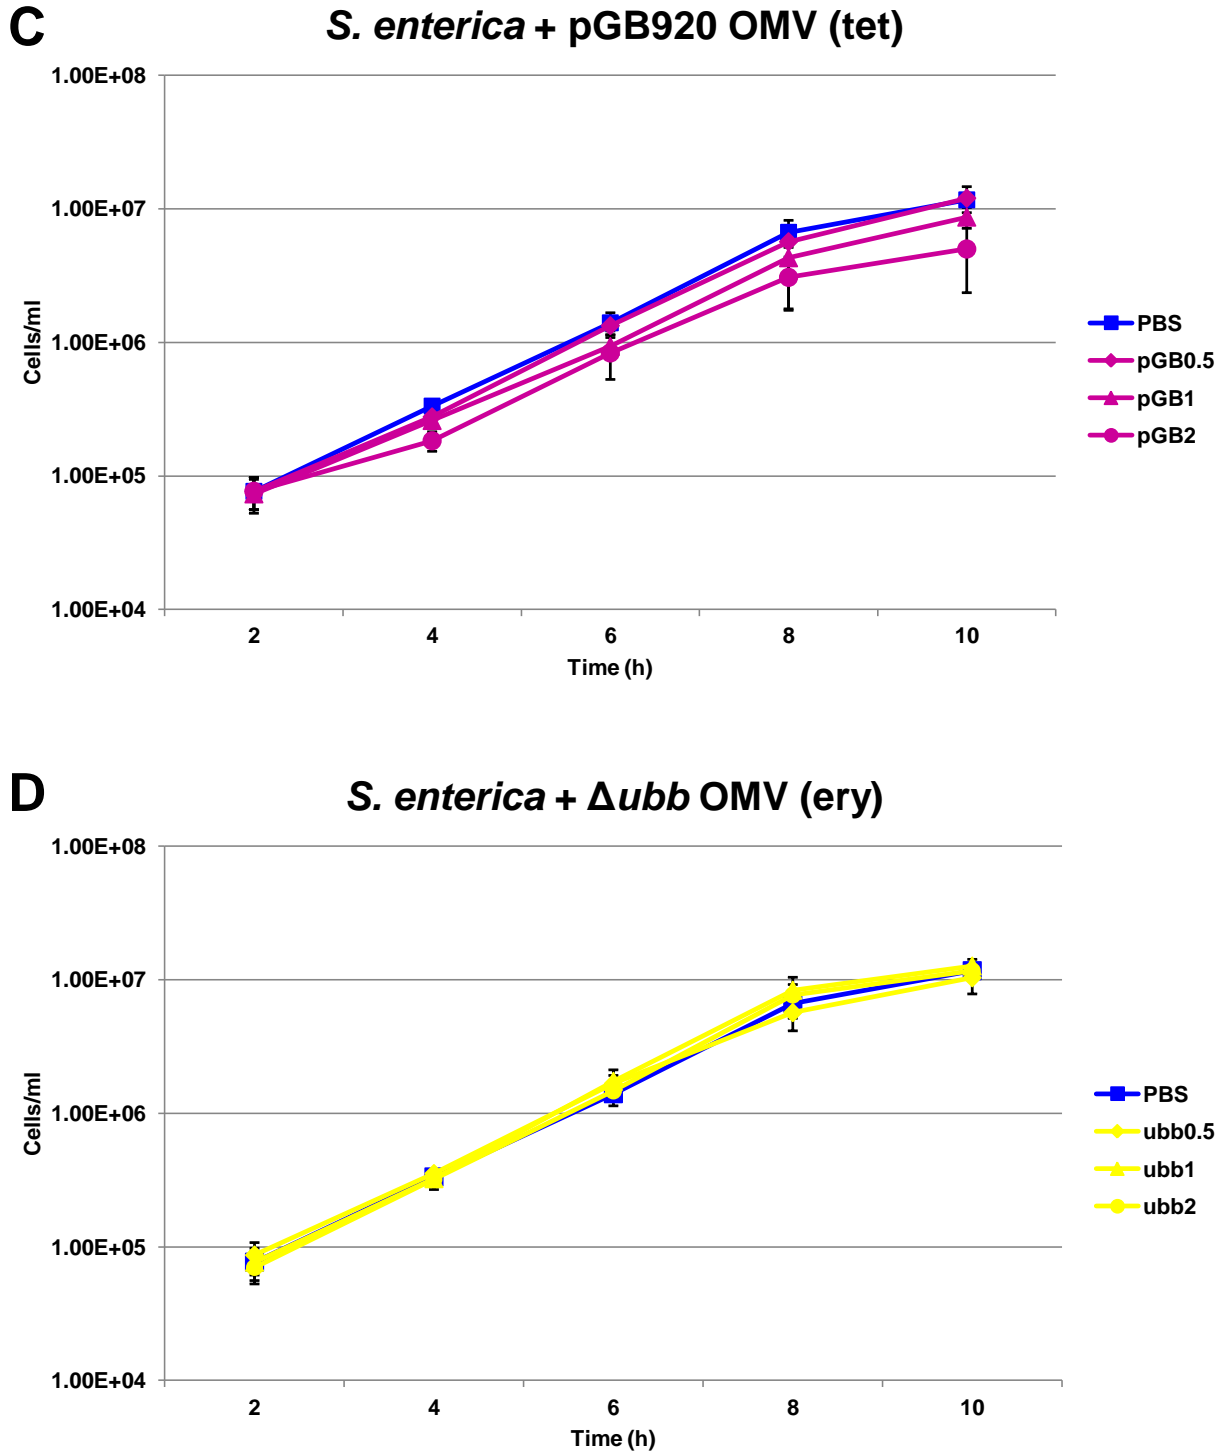 C
S. enterica + pGB920 OMV (tet)
1.00E+08
1.00E+07
1.00E+06
1.00E+05
1.00E+04
Cells/ml
2 4 6 8 10
Time (h)
PBS
pGB0.5
pGB1
pGB2
D
S. enterica + Δubb OMV (ery)
1.00E+08
1.00E+07
1.00E+06
1.00E+05
1.00E+04
Cells/ml
2 4 6 8 10
Time (h)
PBS
ubb0.5
ubb1
ubb2